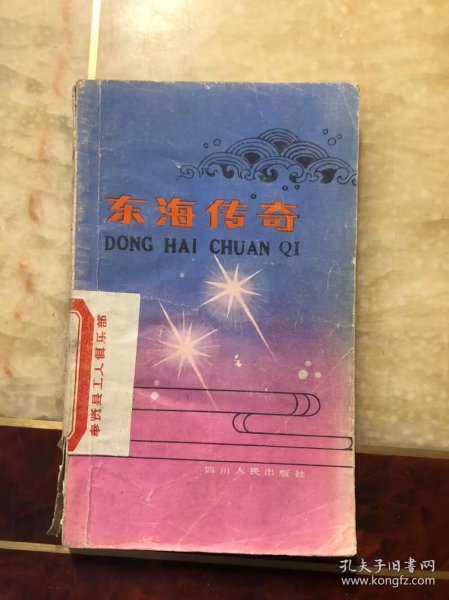 东海传奇
DONG HAI CHUAN QI
奉贤县工人俱乐部
四川人民出版社
孔夫子旧书网
www.kongfz.com